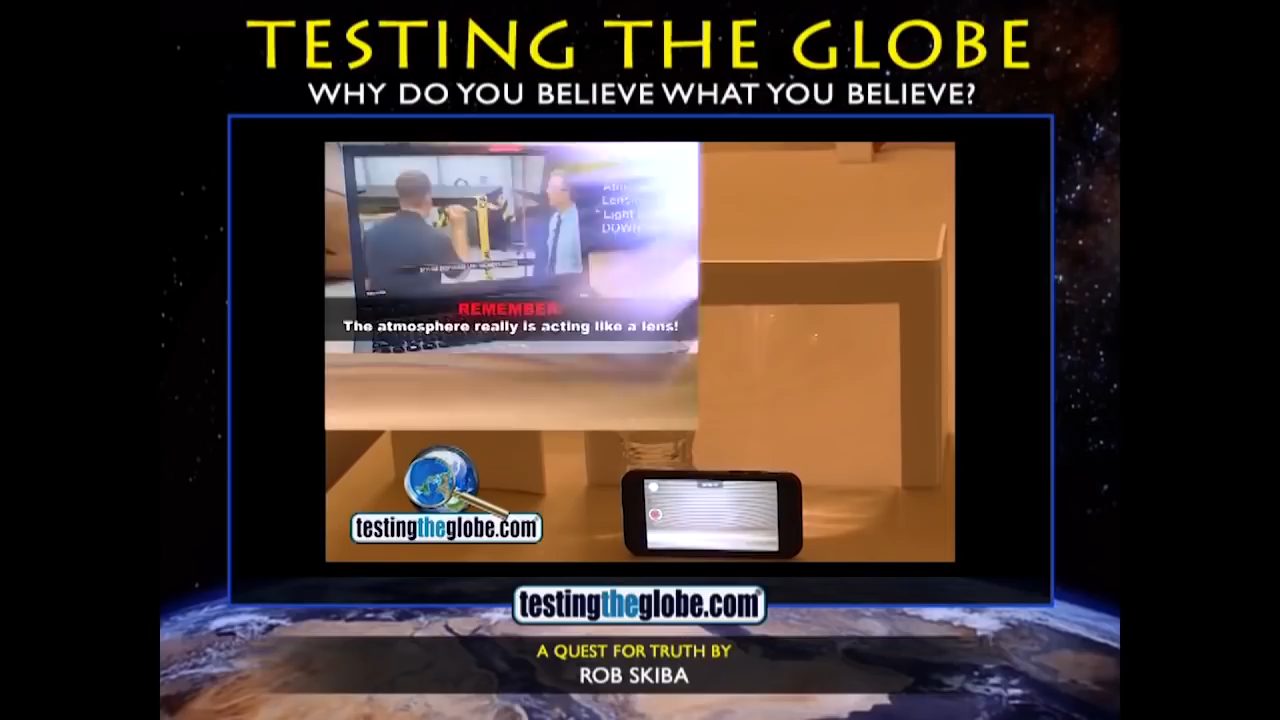 TESTING THE GLOBE
WHY DO YOU BELIEVE WHAT YOU BELIEVE?
DOWN
REMEMBER
The atmosphere really is acting like a lens!
testingtheglobe.com
testingtheglobe.com
A QUEST FOR TRUTH BY
ROB SKIBA